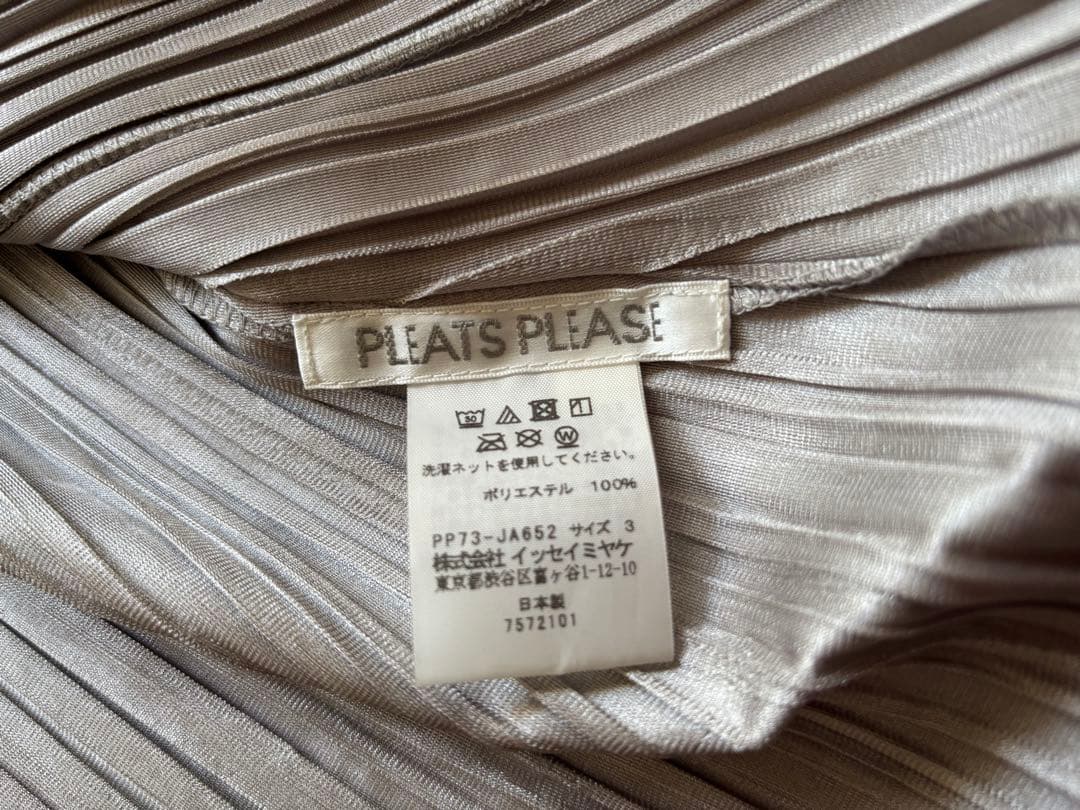 PLEATS PLEASE
30
洗濯ネットを使用してください。
ポリエステル 100%
PP73-JA652 サイズ 3
株式会社 イッセイミヤケ
東京都渋谷区富ヶ谷1-12-10
日本製
7572101